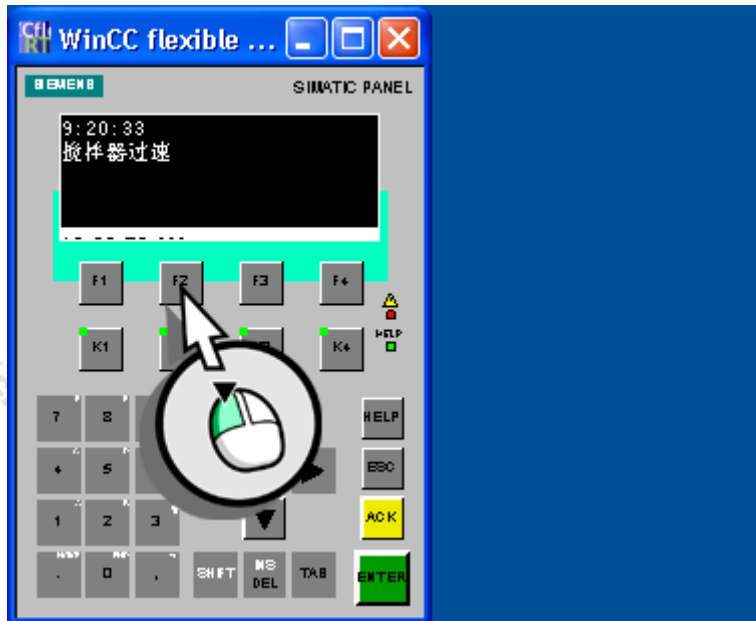 WinCC flexible ...
SIEMENS SIMATIC PANEL
9:20:33
搅拌器过速
F1 F2 F3 F4
K1 K4
HELP
7 8 HELP
4 5 ESC
1 2 3 ACK
. 0 , SHIFT INS DEL TAB ENTER